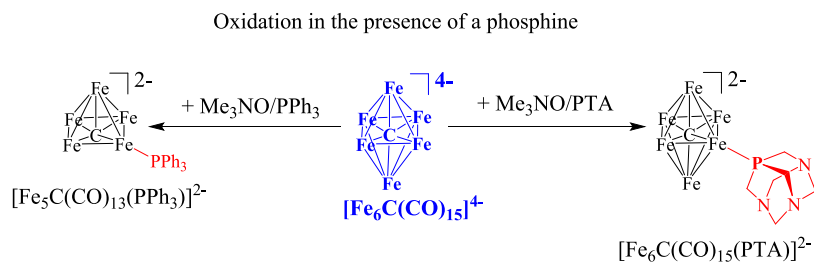 Oxidation in the presence of a phosphine
2-
Fe
Fe
Fe
C
Fe
Fe
PPh₃
[Fe₅C(CO)₁₃(PPh₃)]²⁻
+ Me₃NO/PPh₃
4-
Fe
Fe
Fe
C
Fe
Fe
Fe
[Fe₆C(CO)₁₅]⁴⁻
+ Me₃NO/PTA
2-
Fe
Fe
Fe
C
Fe
Fe
Fe
P
N
N
N
[Fe₆C(CO)₁₅(PTA)]²⁻